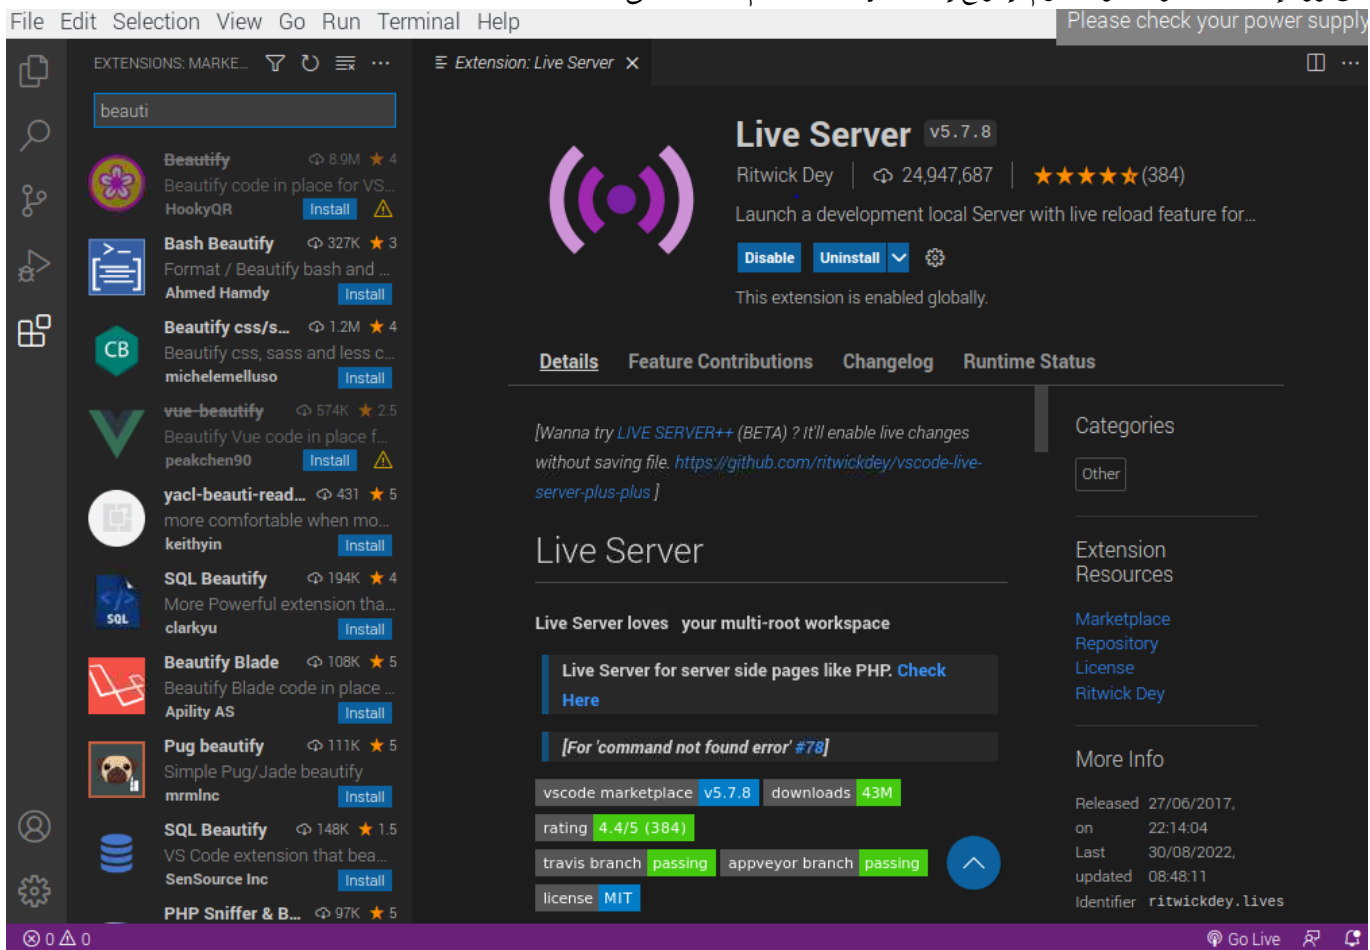 File Edit Selection View Go Run Terminal Help
Please check your power supply
EXTENSIONS: MARKE...
beauti
Beautify 8.9M ★ 4
Beautify code in place for VS...
HookyQR Install
Bash Beautify 327K ★ 3
Format / Beautify bash and ...
Ahmed Hamdy Install
CB
Beautify css/s... 1.2M ★ 4
Beautify css, sass and less c...
michelemelluso Install
vue-beautify 574K ★ 2.5
Beautify Vue code in place f...
peakchen90 Install
yacl-beauti-read... 431 ★ 5
more comfortable when mo...
keithyin Install
SQL
SQL Beautify 194K ★ 4
More Powerful extension tha...
clarkyu Install
Beautify Blade 108K ★ 5
Beautify Blade code in place ...
Apility AS Install
Pug beautify 111K ★ 5
Simple Pug/Jade beautify
mrmlnc Install
SQL Beautify 148K ★ 1.5
VS Code extension that bea...
SenSource Inc Install
PHP Sniffer & B... 97K ★ 5
Extension: Live Server
Live Server v5.7.8
Ritwick Dey | 24,947,687 | (384)
Launch a development local Server with live reload feature for...
Disable Uninstall
This extension is enabled globally.
Details Feature Contributions Changelog Runtime Status
[Wanna try LIVE SERVER++ (BETA) ? It'll enable live changes
without saving file. https://github.com/ritwickdey/vscode-live-
server-plus-plus ]
Live Server
Live Server loves your multi-root workspace
Live Server for server side pages like PHP. Check
Here
[For 'command not found error' #78]
vscode marketplace v5.7.8 downloads 43M
rating 4.4/5 (384)
travis branch passing appveyor branch passing
license MIT
Categories
Other
Extension
Resources
Marketplace
Repository
License
Ritwick Dey
More Info
Released 27/06/2017,
on 22:14:04
Last 30/08/2022,
updated 08:48:11
Identifier ritwickdey.lives
0 0
Go Live